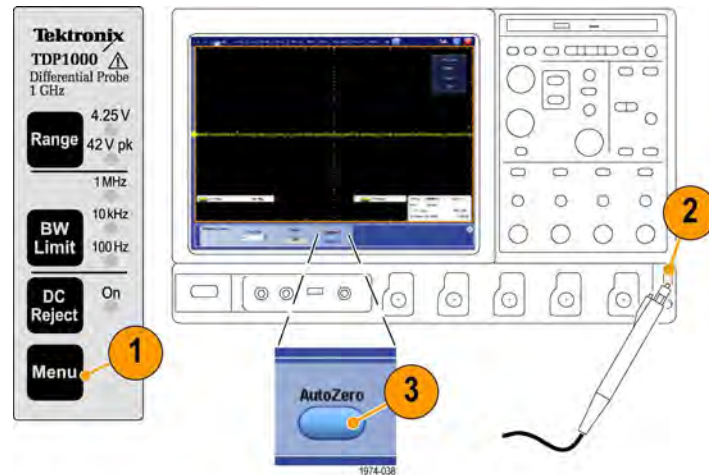 Tektronix
TDP1000
Differential Probe
1 GHz
4.25 V
Range
42 V pk
1 MHz
10 kHz
BW
Limit
100 Hz
DC
Reject
On
Menu
1
2
AutoZero
3
1974-038